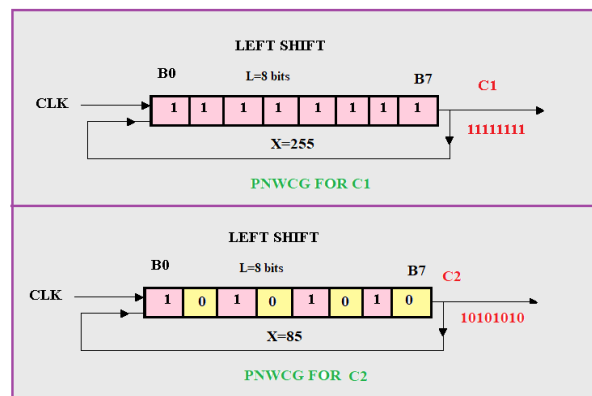 LEFT SHIFT
B0 L=8 bits B7 C1
CLK 1 1 1 1 1 1 1 1
11111111
X=255
PNWCG FOR C1
LEFT SHIFT
B0 L=8 bits B7 C2
CLK 1 0 1 0 1 0 1 0
10101010
X=85
PNWCG FOR C2